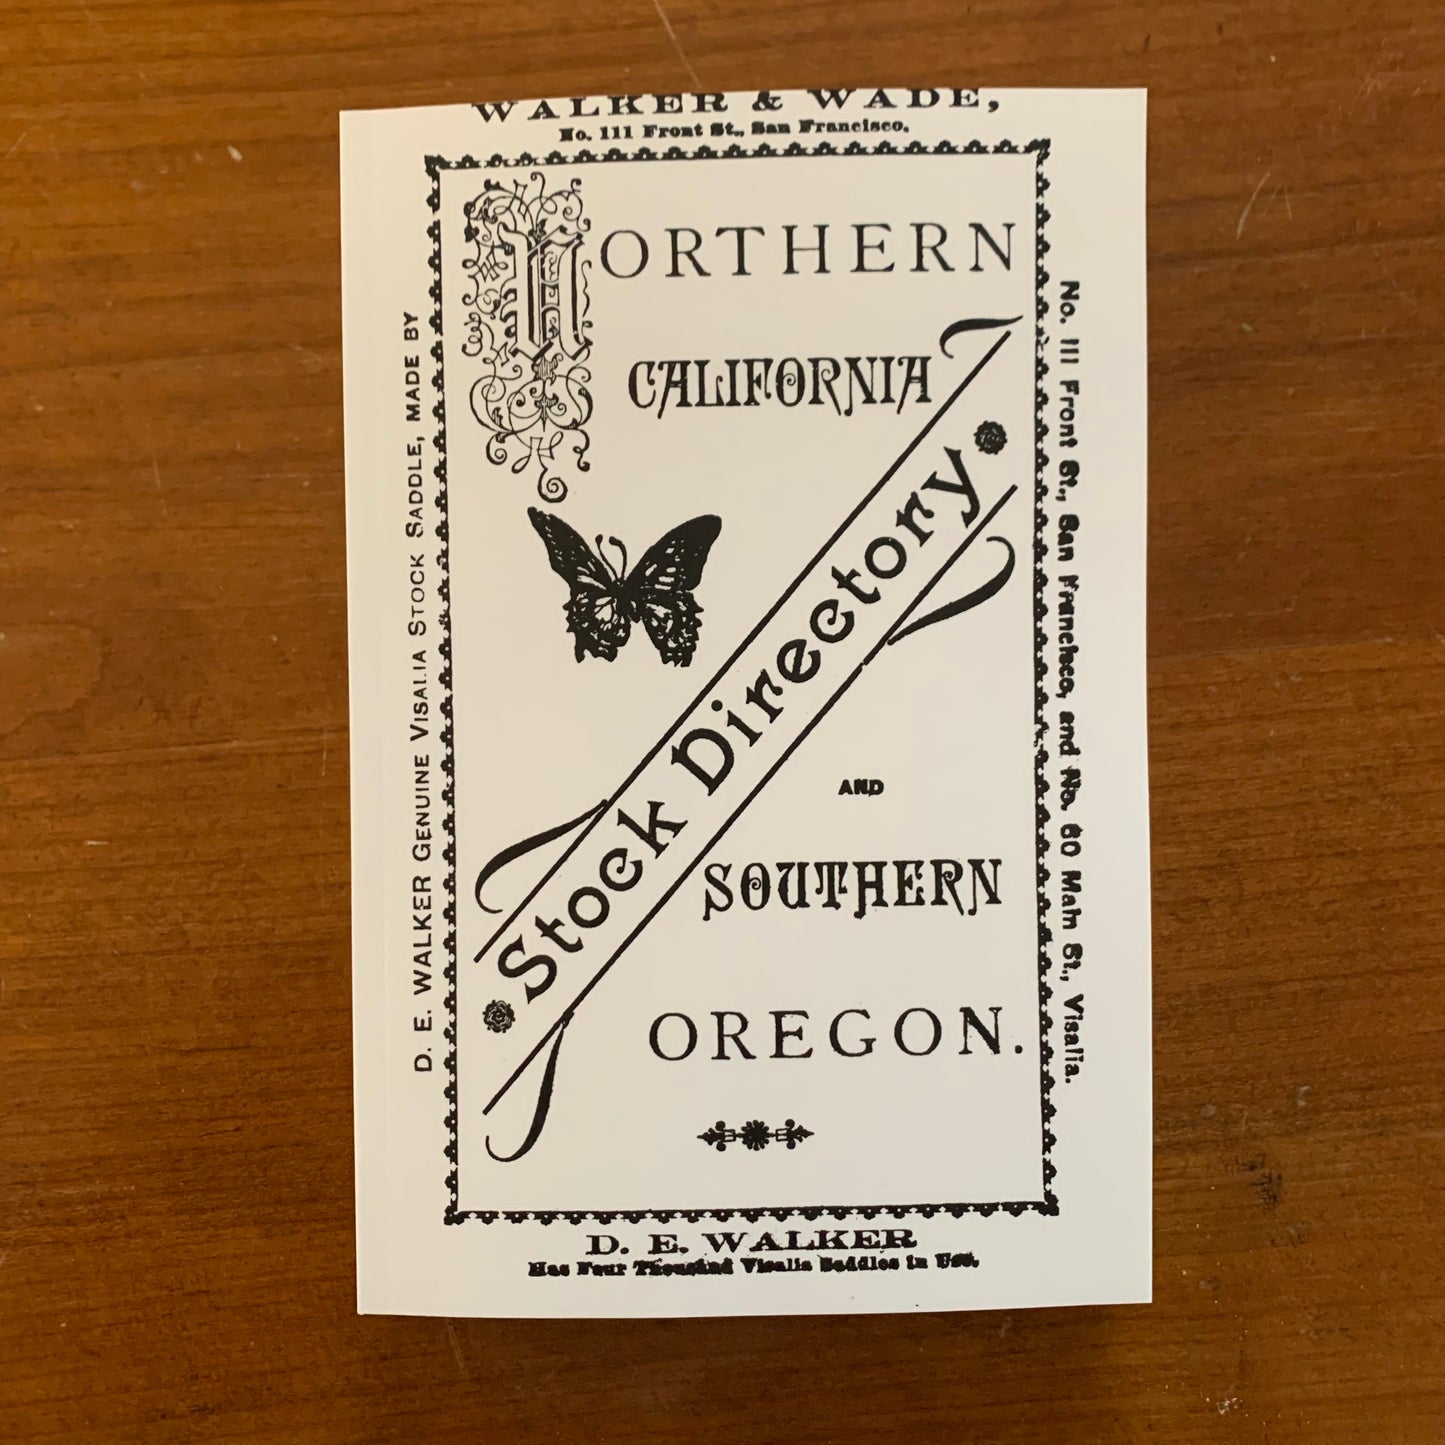 WALKER & WADE,
No. 111 Front St., San Francisco.
NORTHERN
CALIFORNIA
Stock Directory
AND
SOUTHERN
OREGON.
D. E. WALKER GENUINE VISALIA STOCK SADDLE, MADE BY
No. 111 Front St., San Francisco, and No. 60 Main St., Visalia.
D. E. WALKER
Has Four Thousand Visalia Saddles in Use.